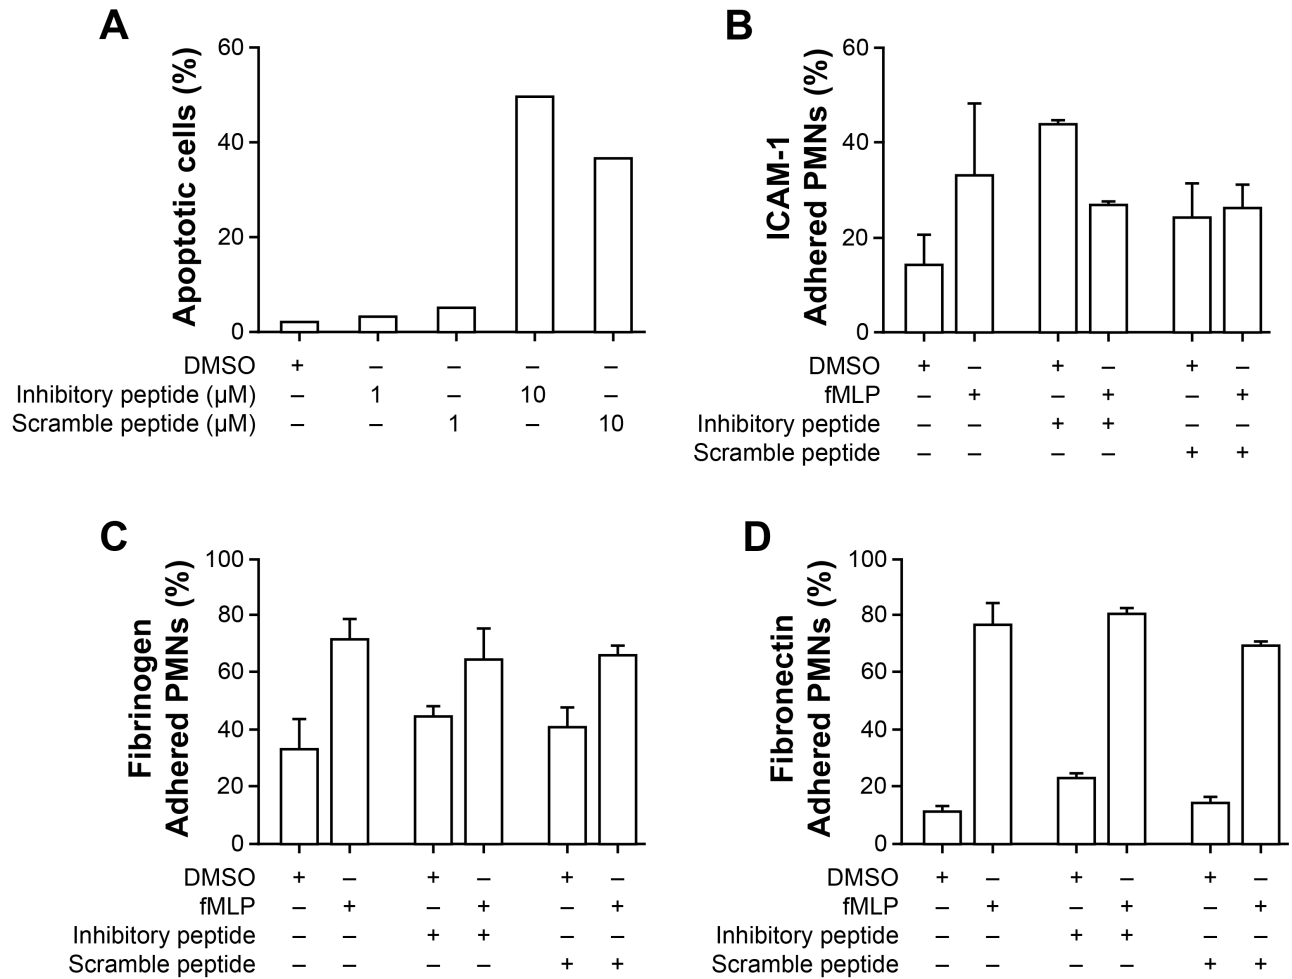 A
Apoptotic cells (%)
60
40
20
0
DMSO + – – – –
Inhibitory peptide (µM) – 1 – 10 –
Scramble peptide (µM) – – 1 – 10
B
ICAM-1
Adhered PMNs (%)
60
40
20
0
DMSO + – + – + –
fMLP – + – + – +
Inhibitory peptide – – + + – –
Scramble peptide – – – – + +
C
Fibrinogen
Adhered PMNs (%)
100
80
60
40
20
0
DMSO + – + – + –
fMLP – + – + – +
Inhibitory peptide – – + + – –
Scramble peptide – – – – + +
D
Fibronectin
Adhered PMNs (%)
100
80
60
40
20
0
DMSO + – + – + –
fMLP – + – + – +
Inhibitory peptide – – + + – –
Scramble peptide – – – – + +